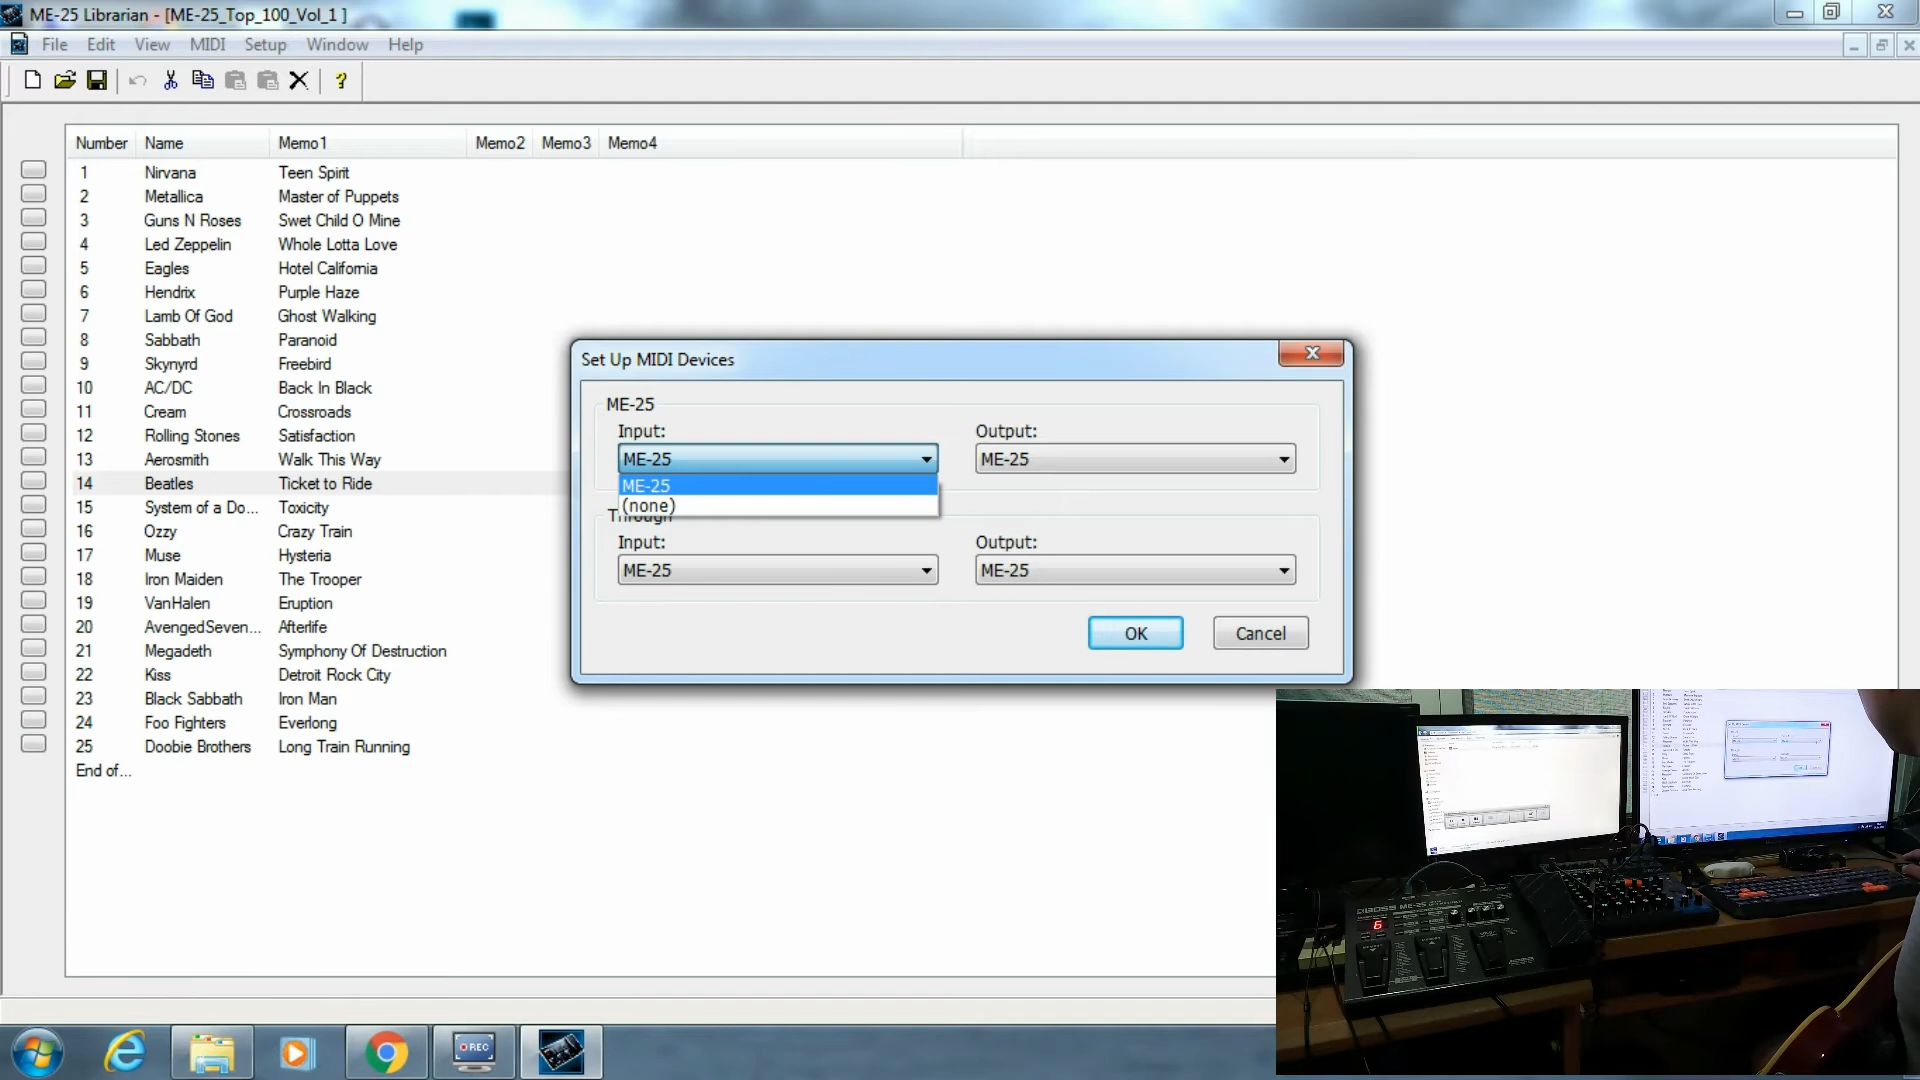 ME-25 Librarian - [ME-25_Top_100_Vol_1 ]
File Edit View MIDI Setup Window Help
Number Name Memo1 Memo2 Memo3 Memo4
1 Nirvana Teen Spirit
2 Metallica Master of Puppets
3 Guns N Roses Swet Child O Mine
4 Led Zeppelin Whole Lotta Love
5 Eagles Hotel California
6 Hendrix Purple Haze
7 Lamb Of God Ghost Walking
8 Sabbath Paranoid
9 Skynyrd Freebird
10 AC/DC Back In Black
11 Cream Crossroads
12 Rolling Stones Satisfaction
13 Aerosmith Walk This Way
14 Beatles Ticket to Ride
15 System of a Do... Toxicity
16 Ozzy Crazy Train
17 Muse Hysteria
18 Iron Maiden The Trooper
19 VanHalen Eruption
20 AvengedSeven... Afterlife
21 Megadeth Symphony Of Destruction
22 Kiss Detroit Rock City
23 Black Sabbath Iron Man
24 Foo Fighters Everlong
25 Doobie Brothers Long Train Running
End of...
Set Up MIDI Devices
ME-25
Input: Output:
ME-25 ME-25
ME-25
(none)
Through
Input: Output:
ME-25 ME-25
OK Cancel
BOSS ME-25
6
REC